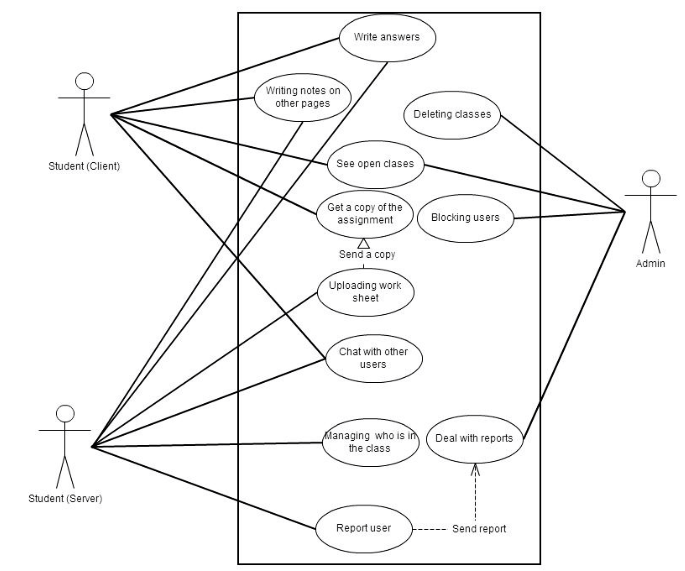 Write answers
Writing notes on
other pages
Deleting classes
Student (Client)
See open clases
Get a copy of the
assignment
Blocking users
Send a copy
Admin
Uploading work
sheet
Chat with other
users
Managing who is in
the class
Deal with reports
Student (Server)
Report user
Send report